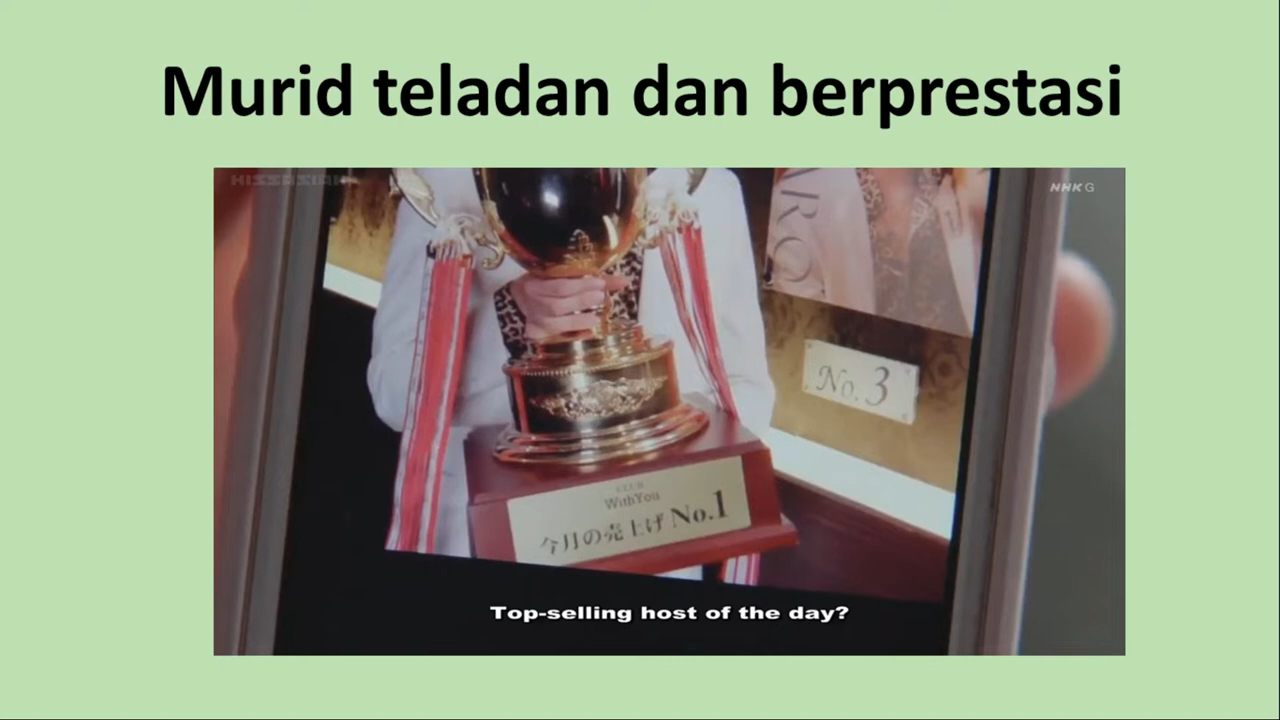 Murid teladan dan berprestasi
NHK G
No.3
WithYou
今月の売上げ No.1
Top-selling host of the day?